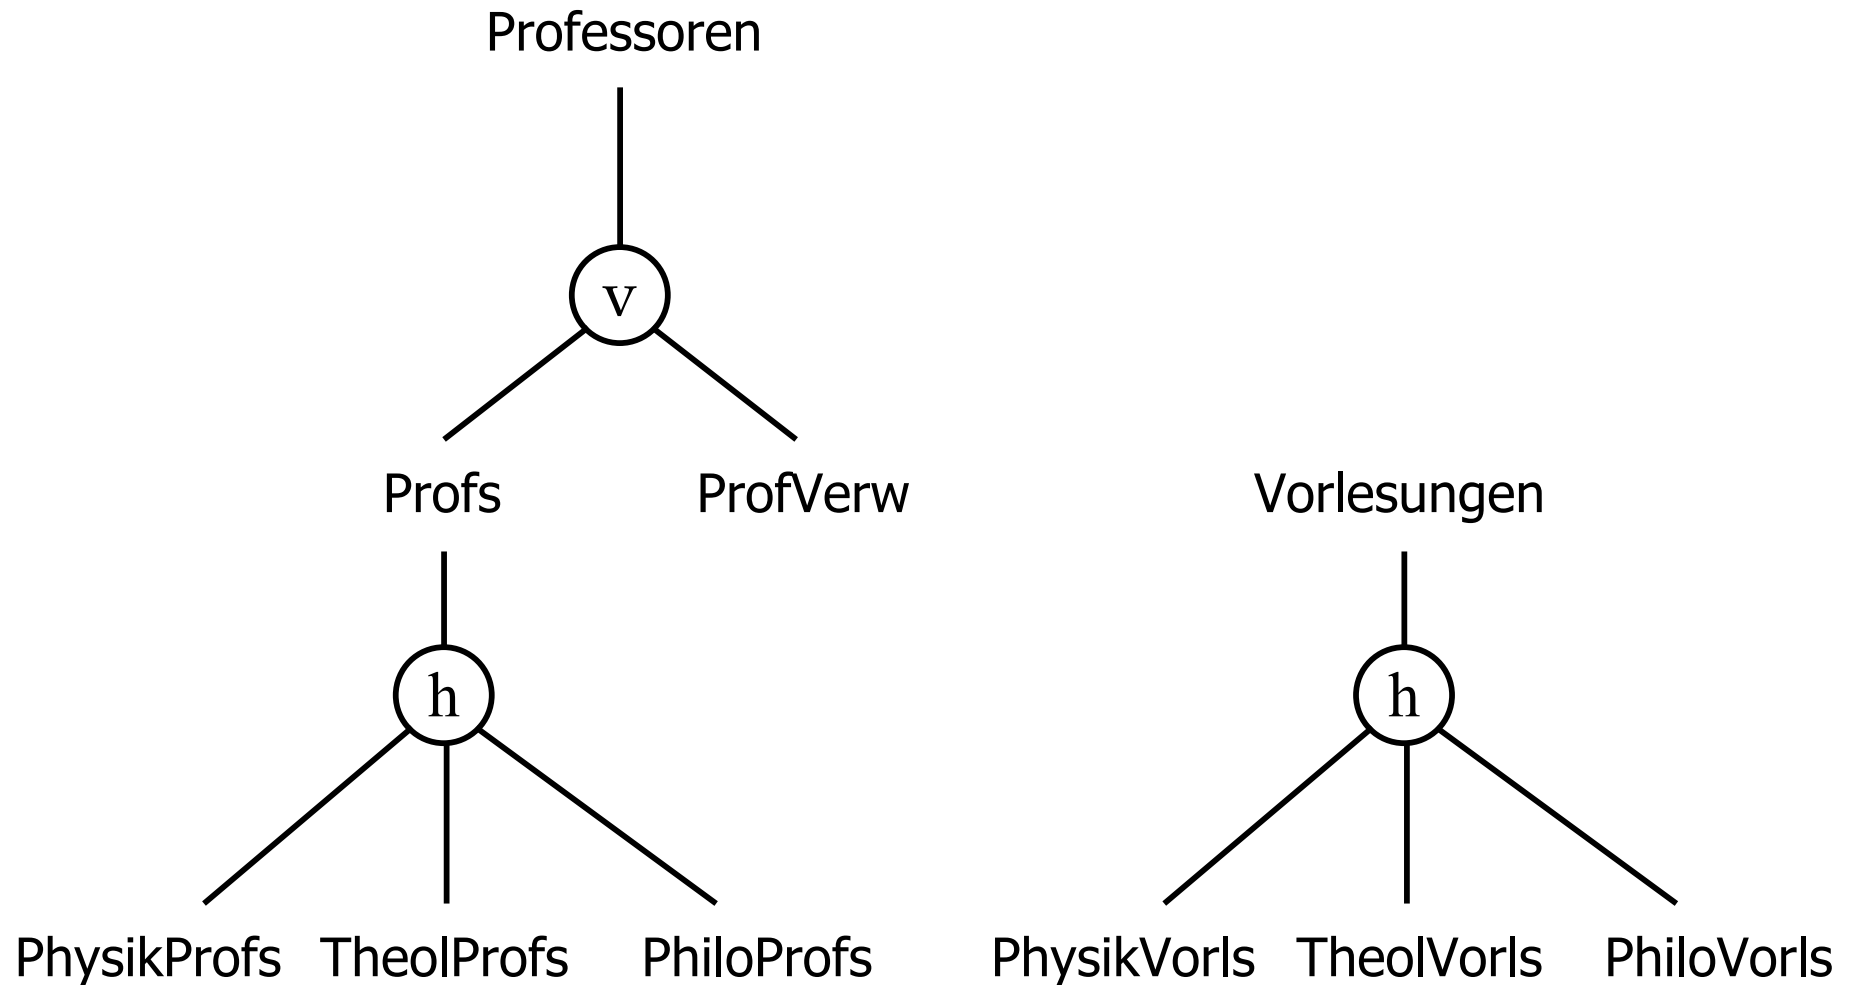 Professoren
v
Profs ProfVerw Vorlesungen
h h
PhysikProfs TheolProfs PhiloProfs PhysikVorls TheolVorls PhiloVorls